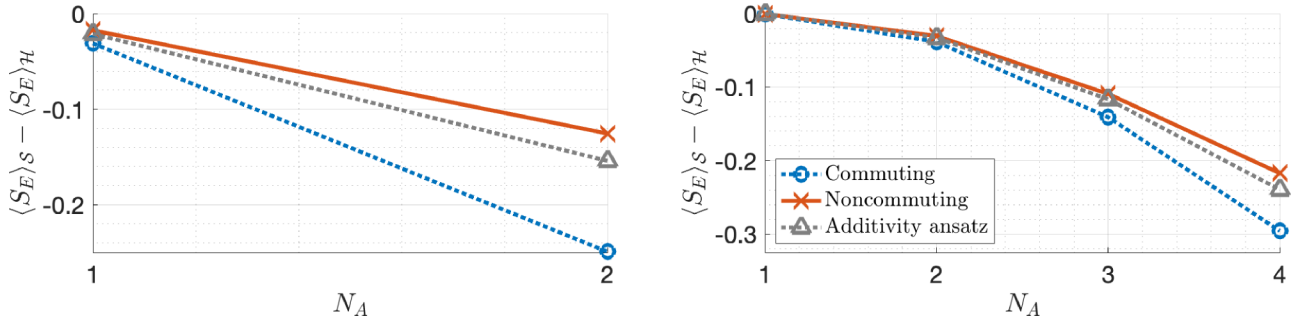 0
-0.1
-0.2
⟨S_E⟩_𝒮 − ⟨S_E⟩_ℋ
1
2
N_A
0
-0.1
-0.2
-0.3
⟨S_E⟩_𝒮 − ⟨S_E⟩_ℋ
Commuting
Noncommuting
Additivity ansatz
1
2
3
4
N_A